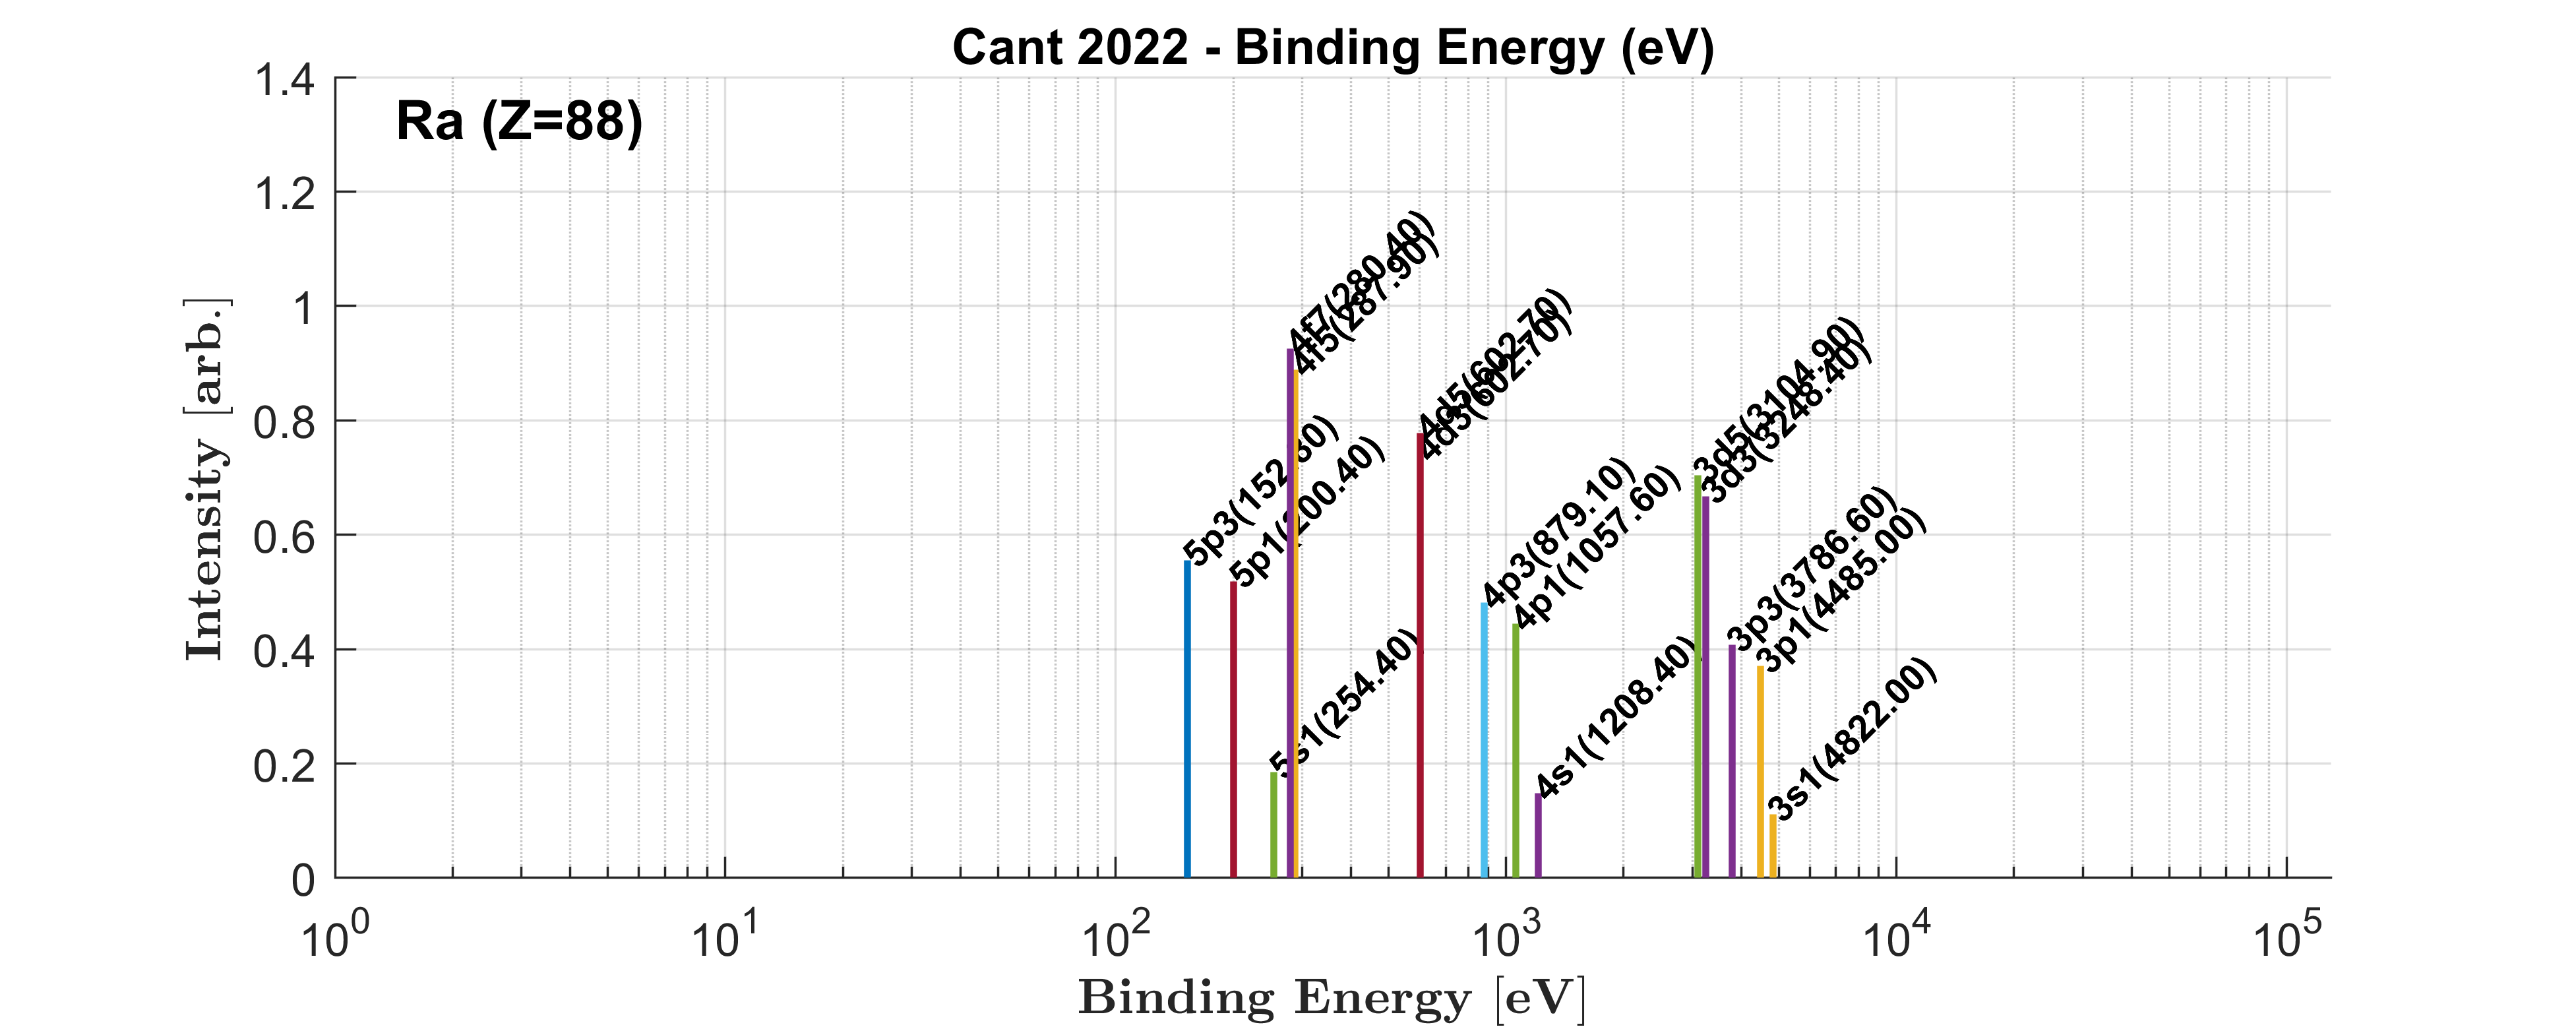 Cant 2022 - Binding Energy (eV)
Ra (Z=88)
Intensity [arb.]
1.4
1.2
1
0.8
0.6
0.4
0.2
0
5p3(152.80)
5p1(200.40)
5s1(254.40)
4f7(280.40)
4f5(287.90)
4d5(602.70)
4d3(602.70)
4p3(879.10)
4p1(1057.60)
4s1(1208.40)
3d5(3104.90)
3d3(3248.40)
3p3(3786.60)
3p1(4485.00)
3s1(4822.00)
10^0
10^1
10^2
10^3
10^4
10^5
Binding Energy [eV]